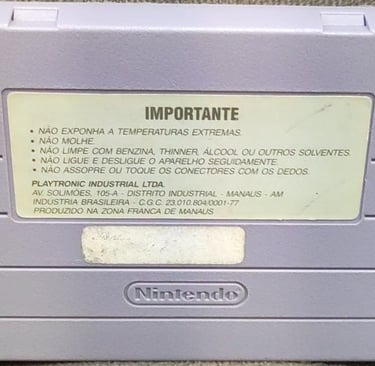 IMPORTANTE
• NÃO EXPONHA A TEMPERATURAS EXTREMAS.
• NÃO MOLHE.
• NÃO LIMPE COM BENZINA, THINNER, ÁLCOOL OU OUTROS SOLVENTES.
• NÃO LIGUE E DESLIGUE O APARELHO SEGUIDAMENTE.
• NÃO ASSOPRE OU TOQUE OS CONECTORES COM OS DEDOS.
PLAYTRONIC INDUSTRIAL LTDA.
AV. SOLIMÕES, 105-A - DISTRITO INDUSTRIAL - MANAUS - AM
INDUSTRIA BRASILEIRA - C.G.C. 23.010.804/0001-77
PRODUZIDO NA ZONA FRANCA DE MANAUS
Nintendo